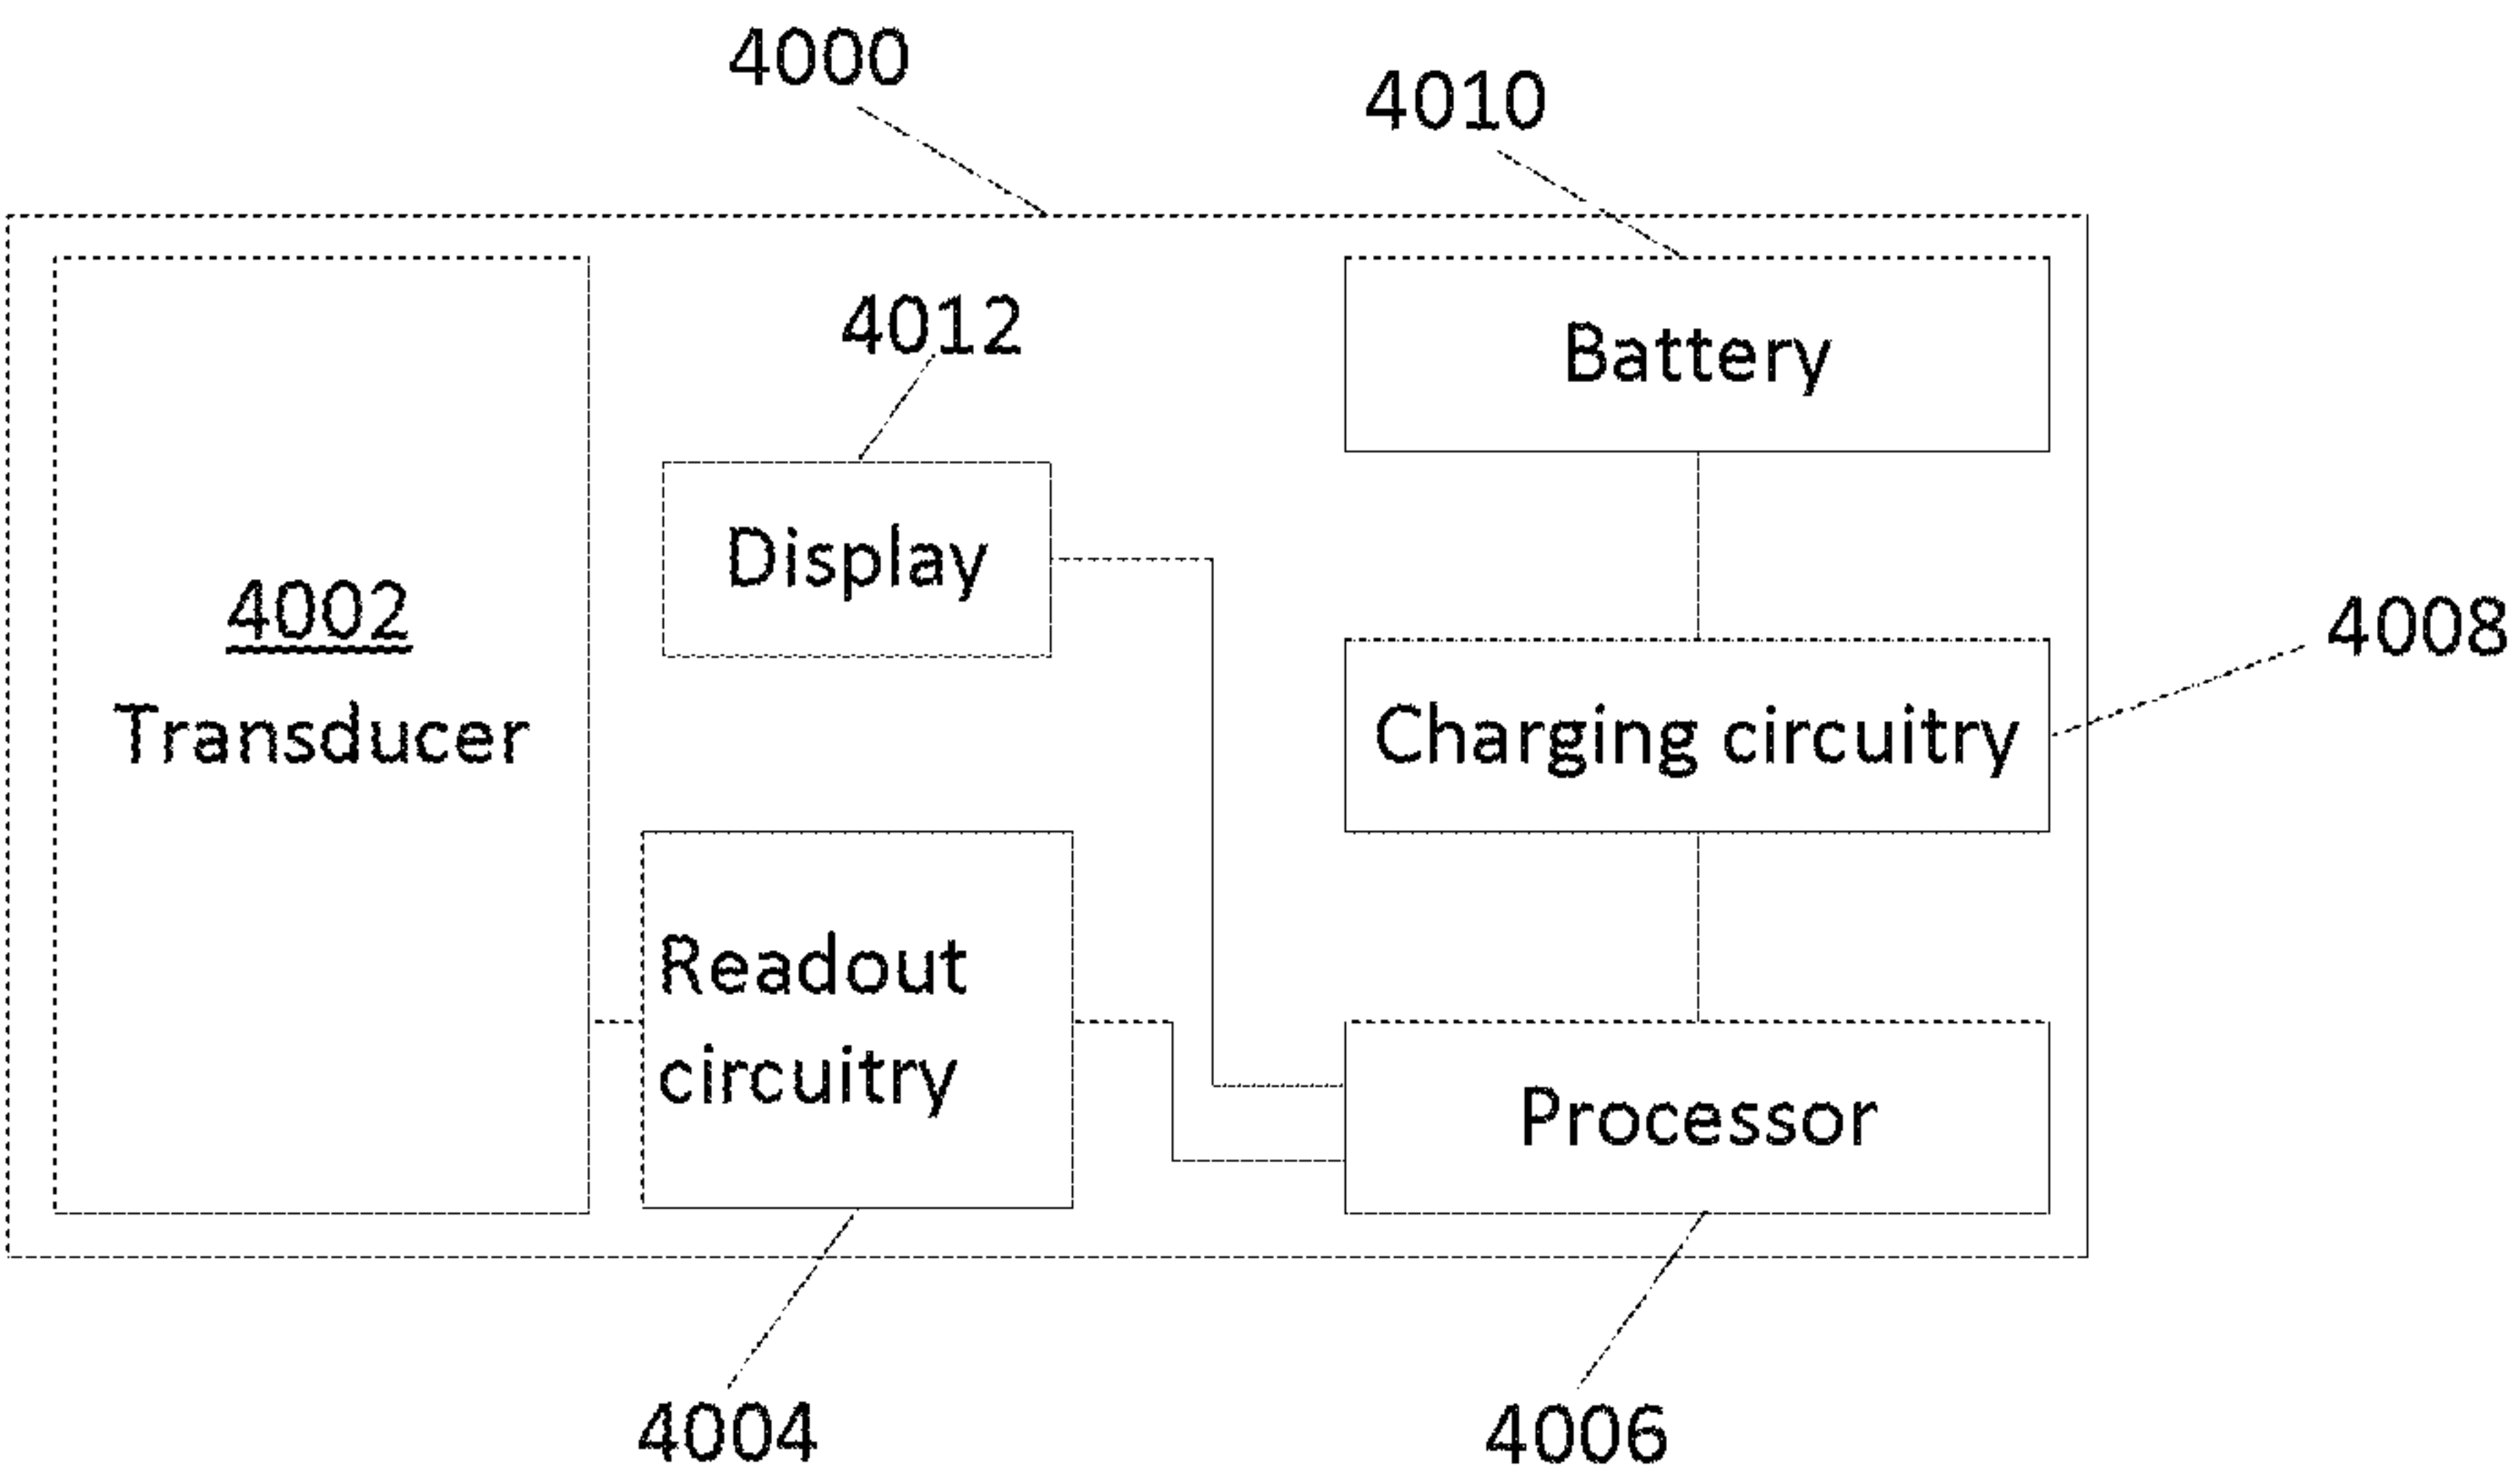 4000
4010
4012
Battery
Display
4002
Transducer
4008
Charging circuitry
Readout
circuitry
Processor
4004
4006